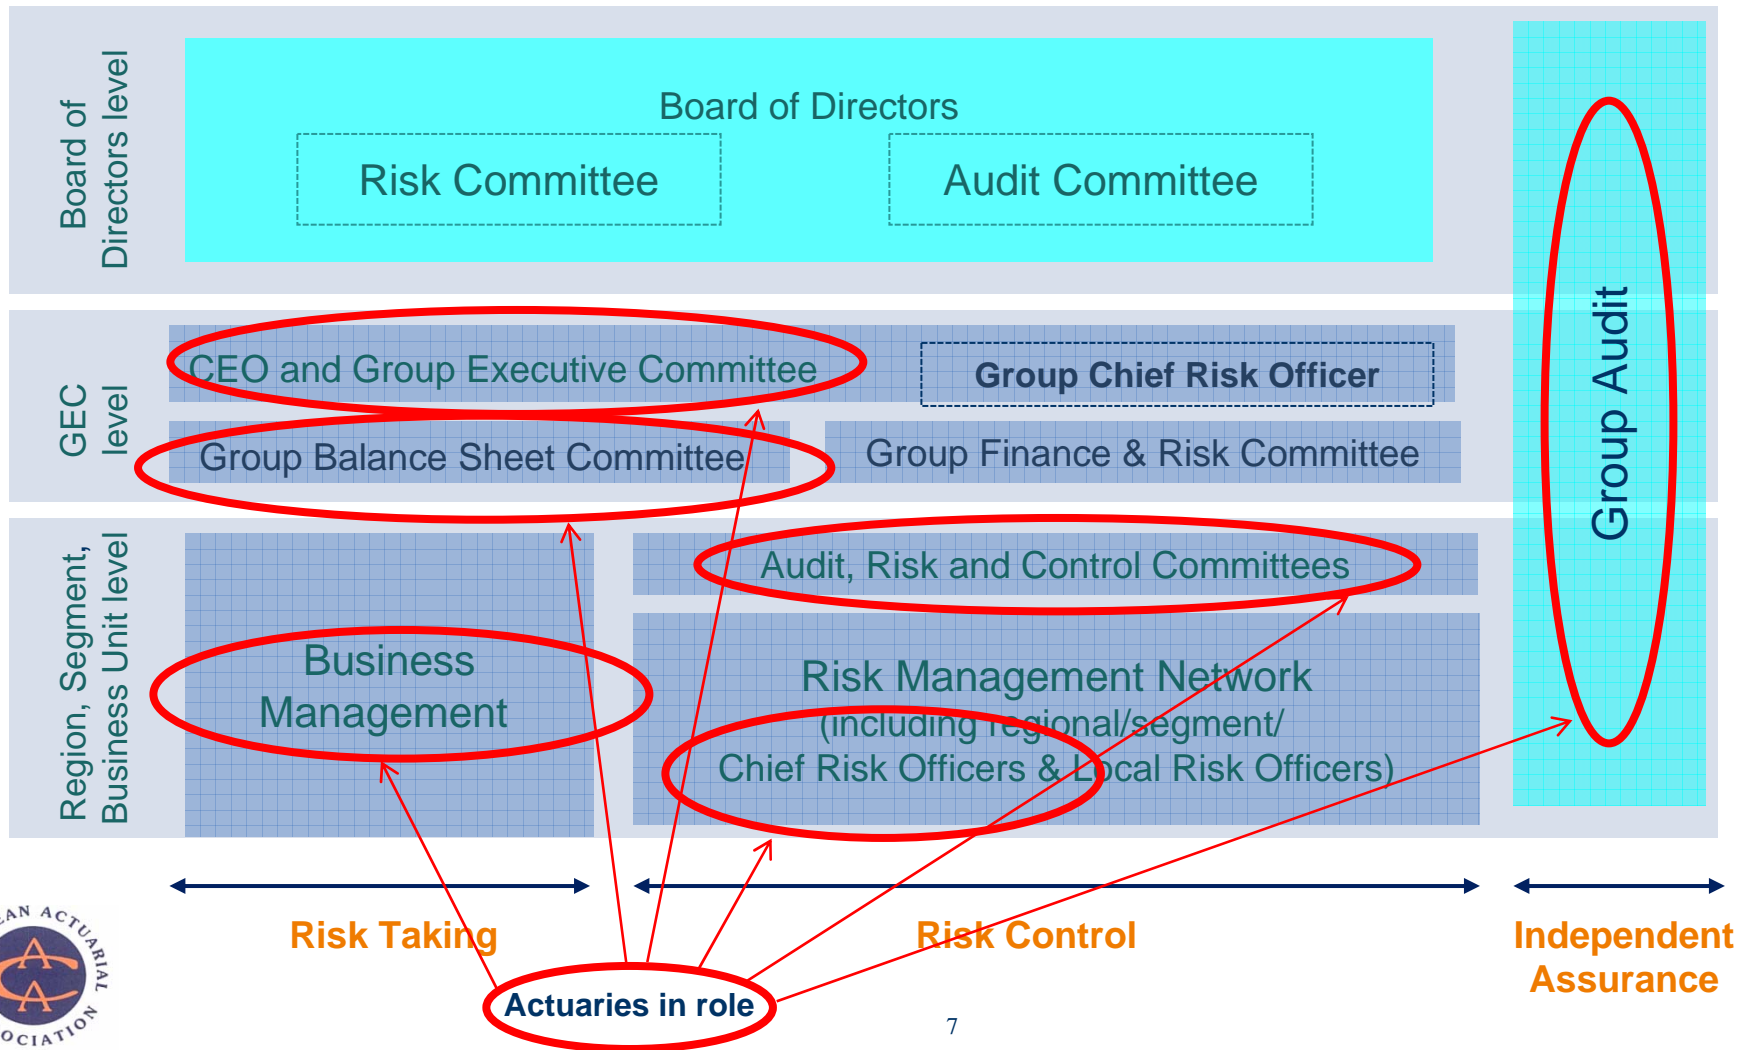 Board of
Directors level
Board of Directors
Risk Committee
Audit Committee
GEC
level
CEO and Group Executive Committee
Group Chief Risk Officer
Group Balance Sheet Committee
Group Finance & Risk Committee
Group Audit
Region, Segment,
Business Unit level
Business
Management
Audit, Risk and Control Committees
Risk Management Network
(including regional/segment/
Chief Risk Officers & Local Risk Officers)
Risk Taking
Risk Control
Independent
Assurance
Actuaries in role
EAN ACTUARIAL
OCIATION
7